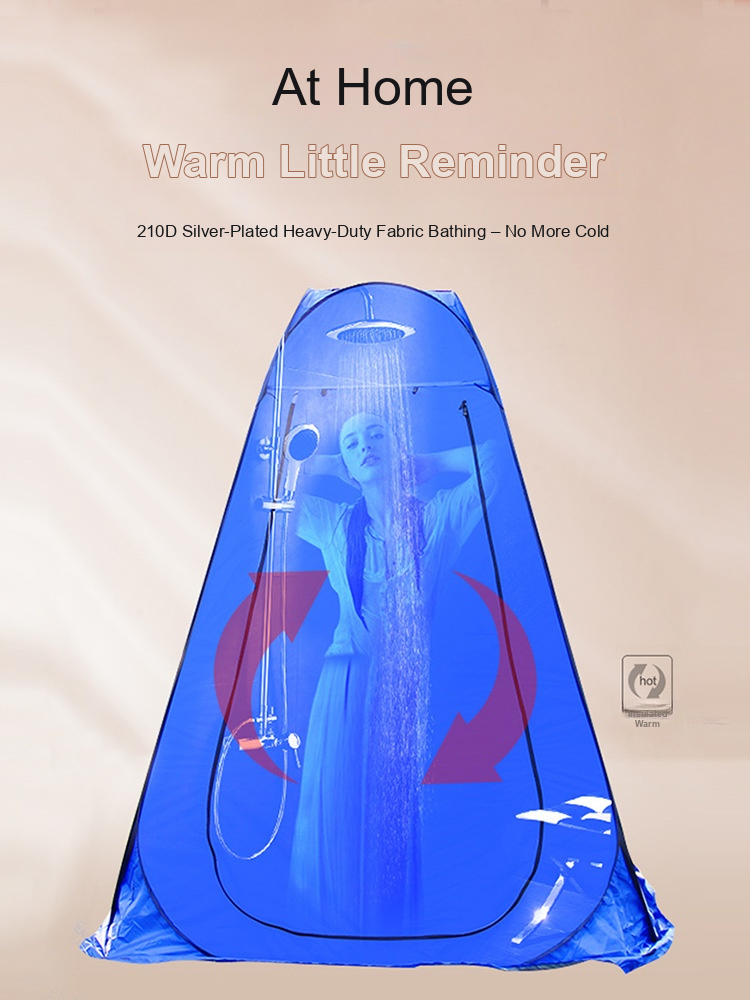 At Home
Warm Little Reminder
210D Silver-Plated Heavy-Duty Fabric Bathing – No More Cold
hot
Insulated
Warm